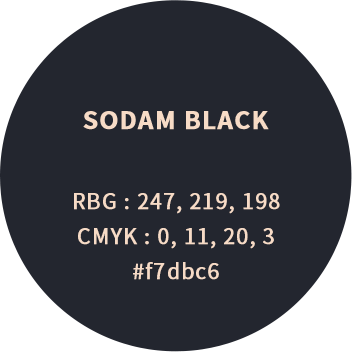 SODAM BLACK
RBG : 247, 219, 198
CMYK : 0, 11, 20, 3
#f7dbc6